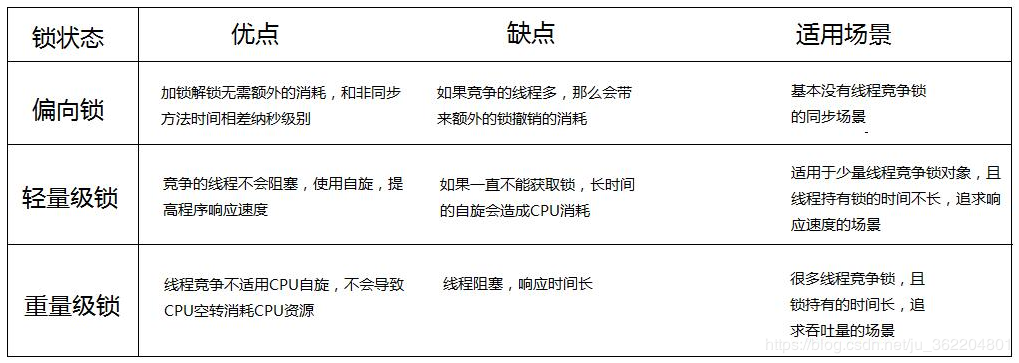 锁状态
优点
缺点
适用场景
偏向锁
加锁解锁无需额外的消耗，和非同步
方法时间相差纳秒级别
如果竞争的线程多，那么会带
来额外的锁撤销的消耗
基本没有线程竞争锁
的同步场景
轻量级锁
竞争的线程不会阻塞，使用自旋，提
高程序响应速度
如果一直不能获取锁，长时间
的自旋会造成CPU消耗
适用于少量线程竞争锁对象，且
线程持有锁的时间不长，追求响
应速度的场景
重量级锁
线程竞争不适用CPU自旋，不会导致
CPU空转消耗CPU资源
线程阻塞，响应时间长
很多线程竞争锁，且
锁持有的时间长，追
求吞吐量的场景
https://blog.csdn.net/ju_362204801